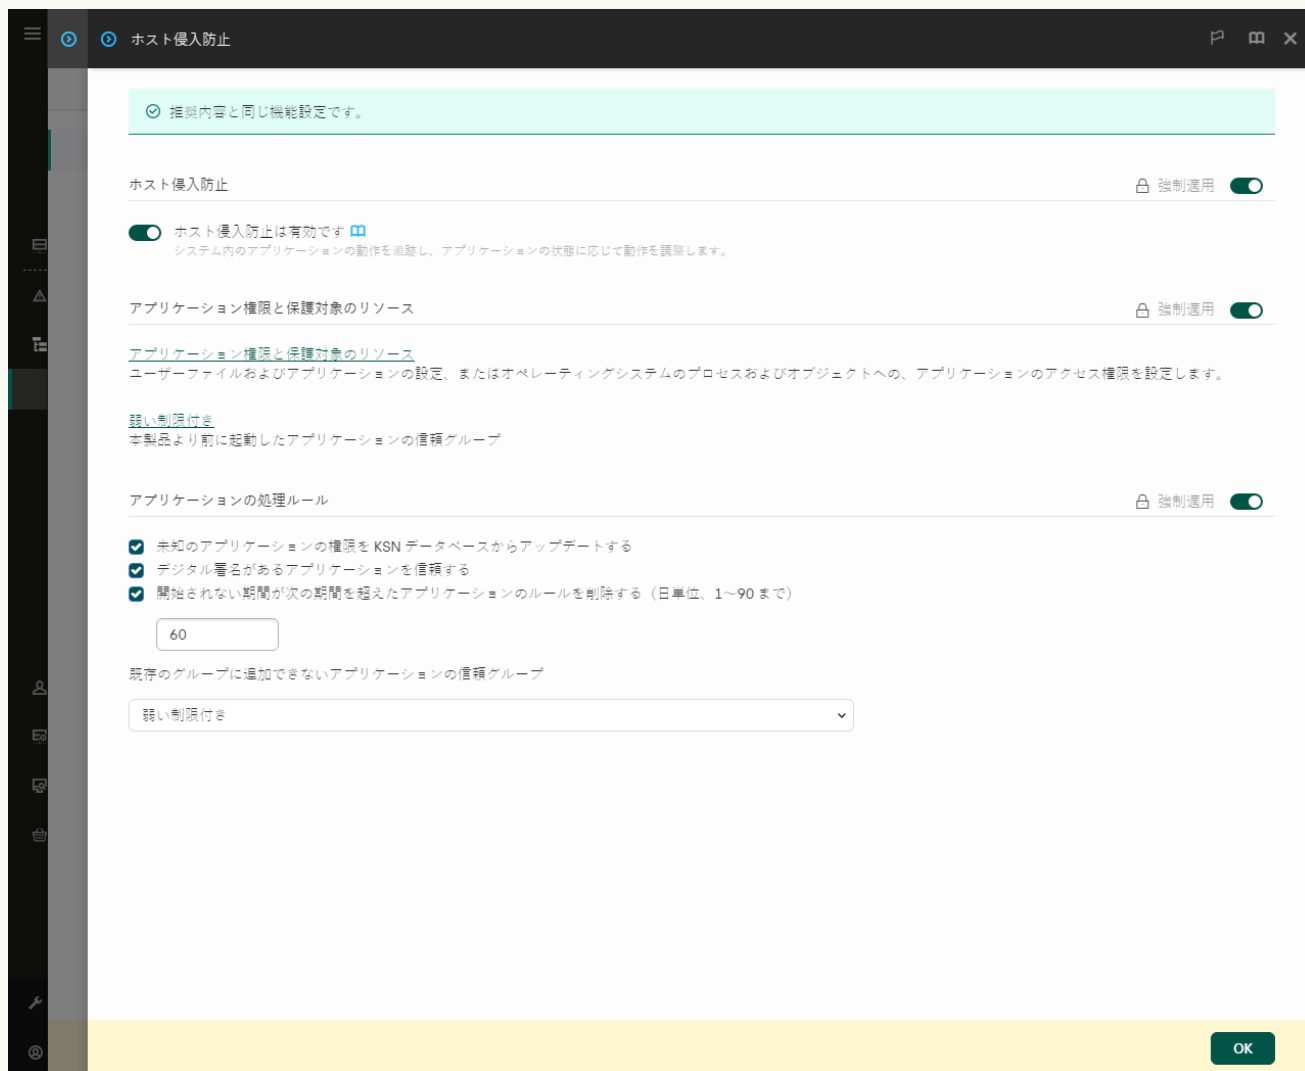 ホスト侵入防止
推奨内容と同じ機能設定です。
ホスト侵入防止
強制適用
ホスト侵入防止は有効です
システム内のアプリケーションの動作を追跡し、アプリケーションの状態に応じて動作を調整します。
アプリケーション権限と保護対象のリソース
強制適用
アプリケーション権限と保護対象のリソース
ユーザーファイルおよびアプリケーションの設定、またはオペレーティングシステムのプロセスおよびオブジェクトへの、アプリケーションのアクセス権限を設定します。
弱い制限付き
本製品より前に起動したアプリケーションの信頼グループ
アプリケーションの処理ルール
強制適用
未知のアプリケーションの権限を KSN データベースからアップデートする
デジタル署名があるアプリケーションを信頼する
開始されない期間が次の期間を超えたアプリケーションのルールを削除する（日単位、1～90 まで）
60
既存のグループに追加できないアプリケーションの信頼グループ
弱い制限付き
OK